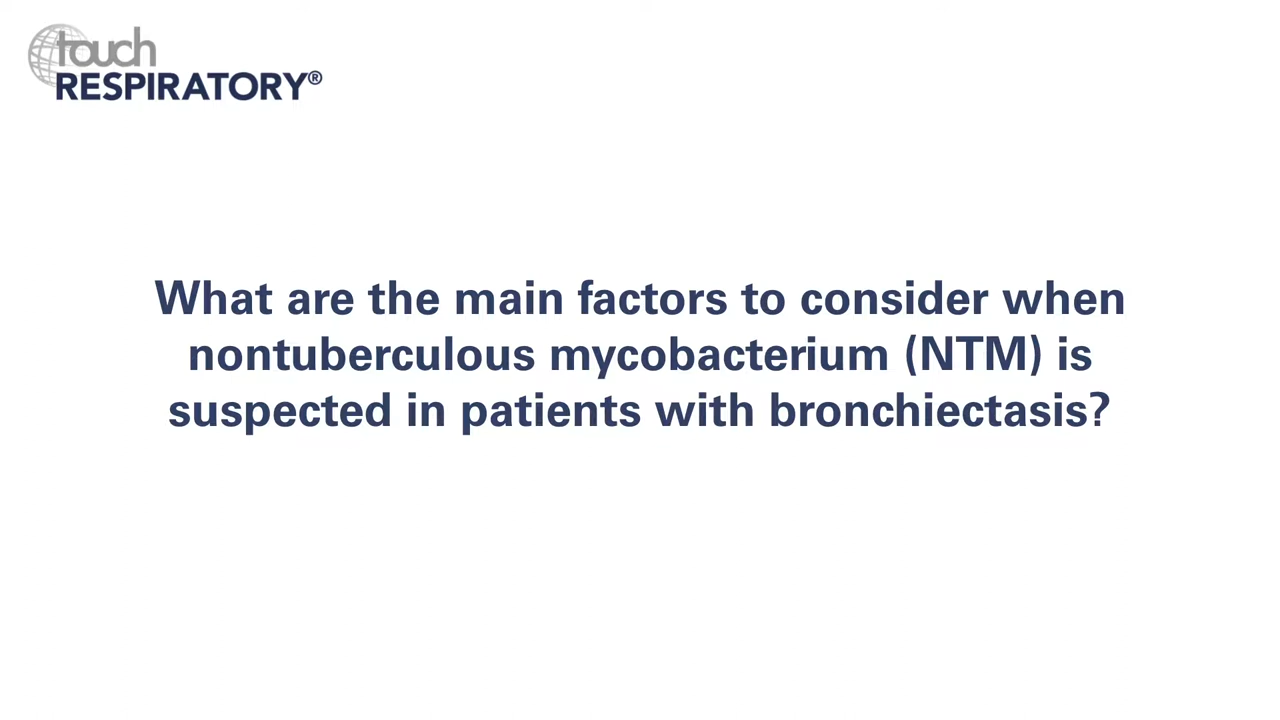 touch
RESPIRATORY®
What are the main factors to consider when
nontuberculous mycobacterium (NTM) is
suspected in patients with bronchiectasis?